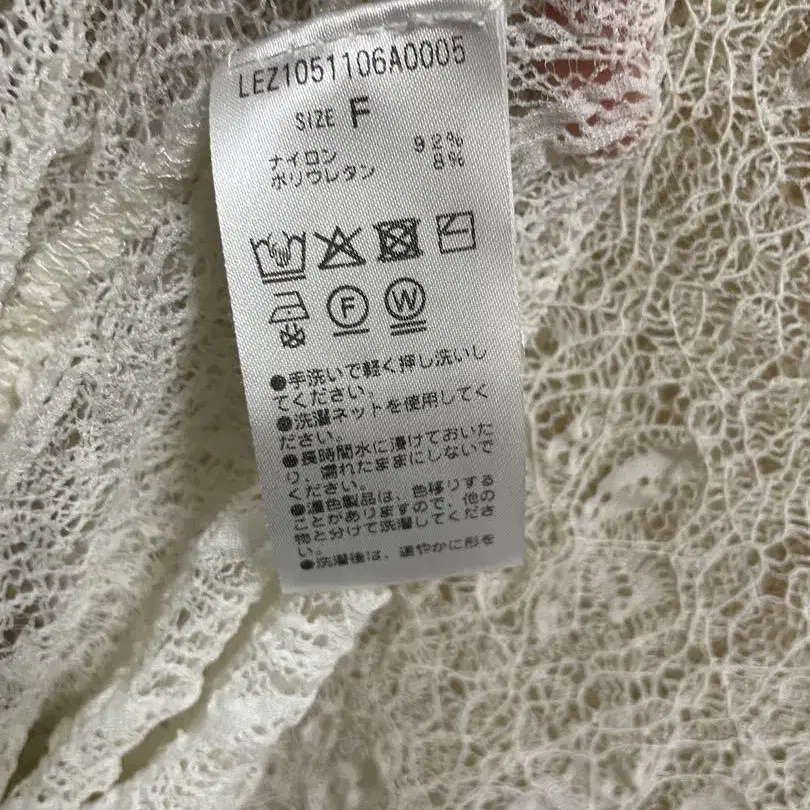 LEZ1051106A0005
SIZE F
ナイロン 92%
ポリウレタン 8%
F W
●手洗いで軽く押し洗いし
てください。
●洗濯ネットを使用してく
ださい。
●長時間水に漬けておいた
り、濡れたままにしないで
ください。
●濃色製品は、色移りする
ことがありますので、他の
物と分けて洗濯してくださ
い。
●洗濯後は、速やかに形を